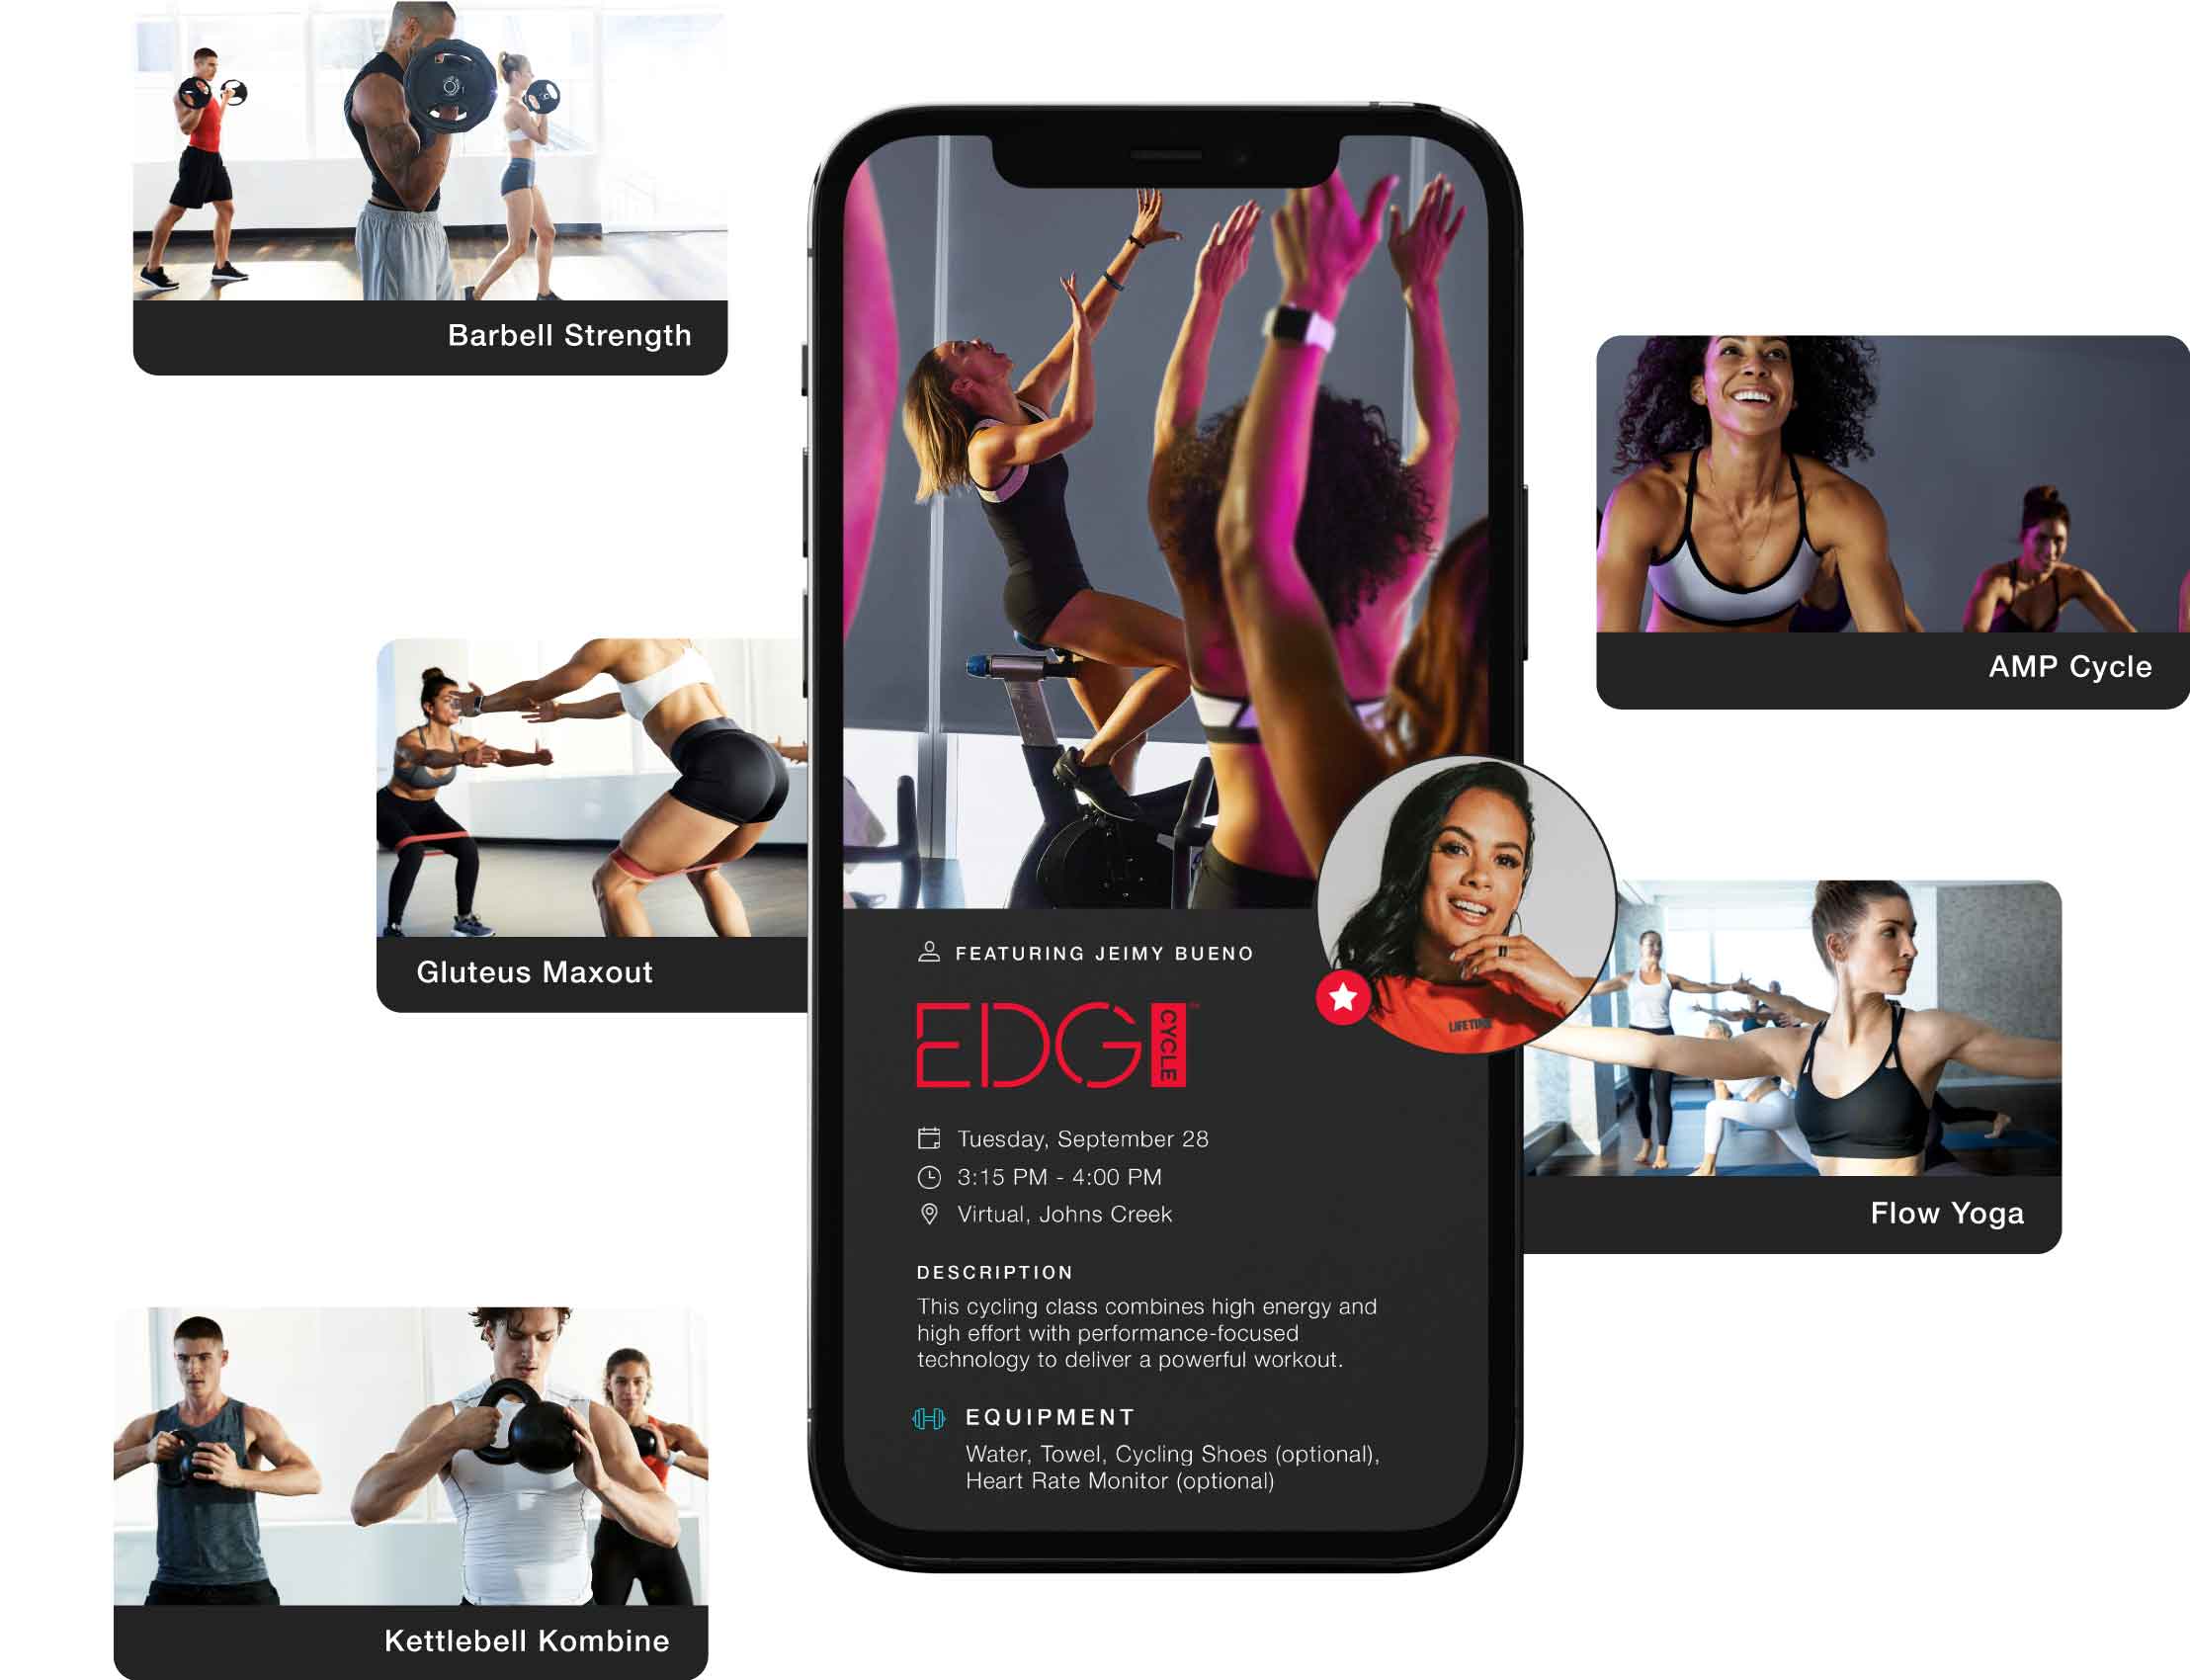 Barbell Strength
AMP Cycle
Gluteus Maxout
FEATURING JEIMY BUENO
EDG CYCLE™
LIFETIME
Tuesday, September 28
3:15 PM - 4:00 PM
Virtual, Johns Creek
Flow Yoga
DESCRIPTION
This cycling class combines high energy and
high effort with performance-focused
technology to deliver a powerful workout.
EQUIPMENT
Water, Towel, Cycling Shoes (optional),
Heart Rate Monitor (optional)
Kettlebell Kombine